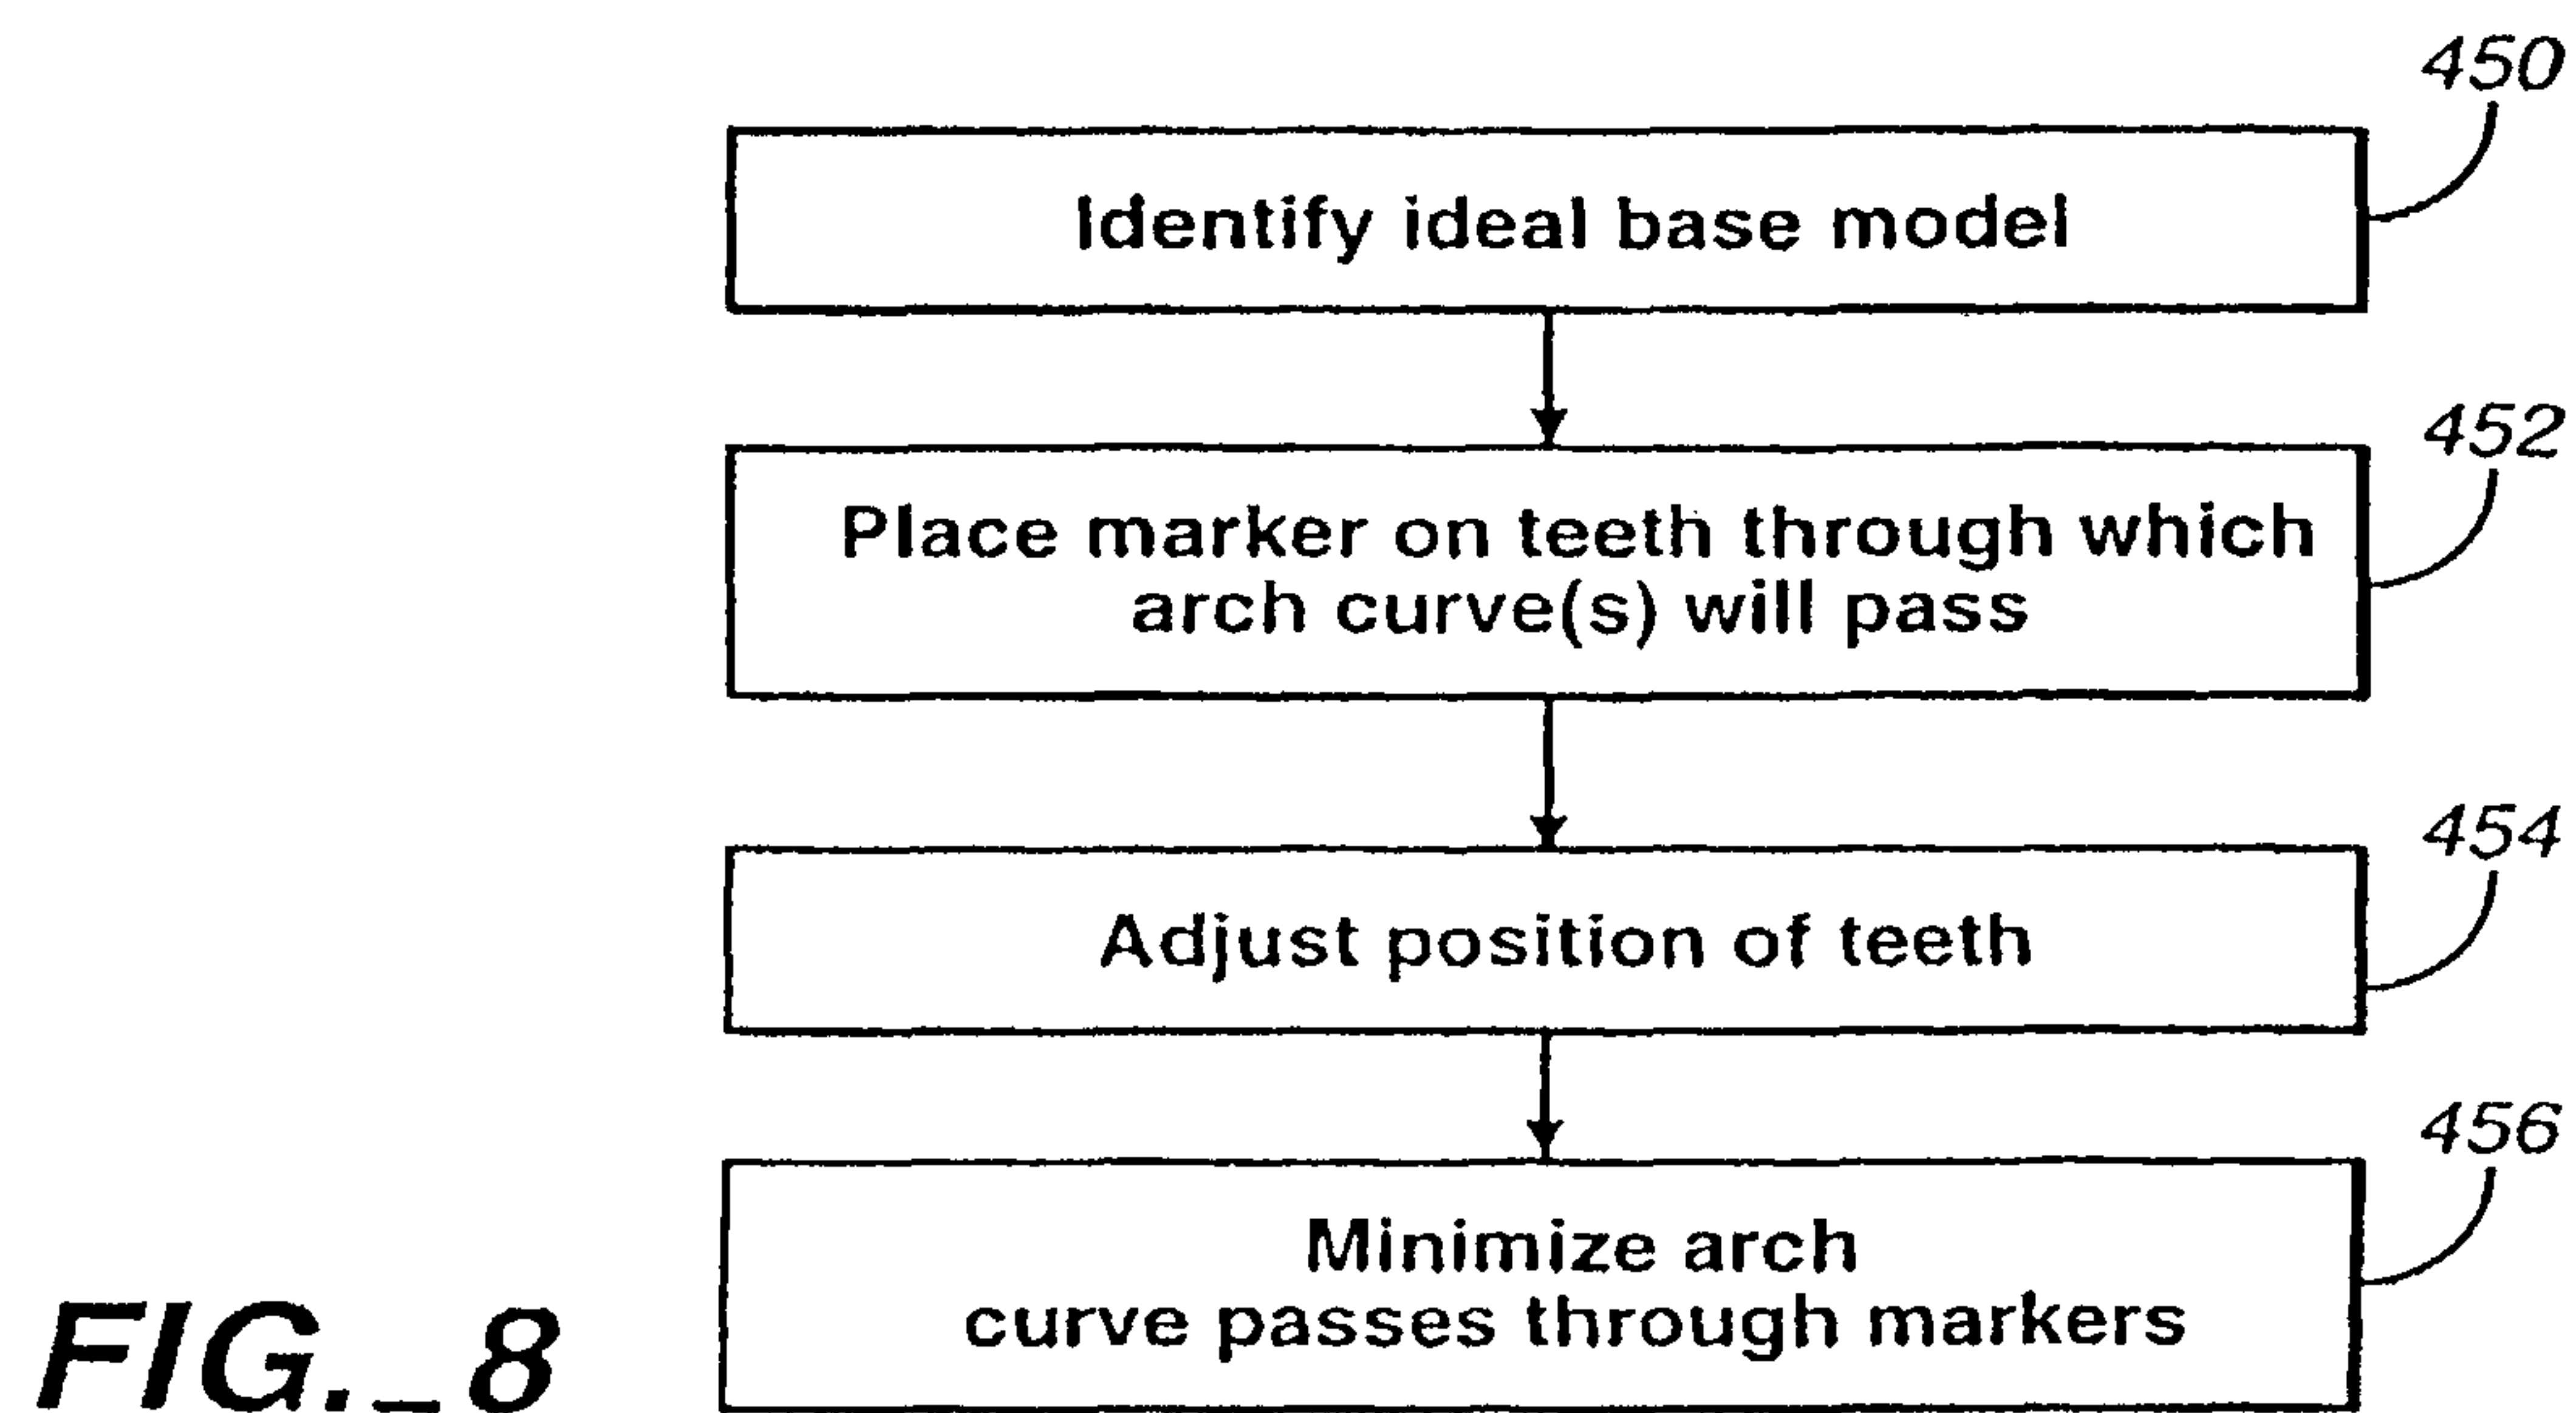 450
Identify ideal base model
452
Place marker on teeth through which
arch curve(s) will pass
454
Adjust position of teeth
456
Minimize arch
curve passes through markers
FIG._8